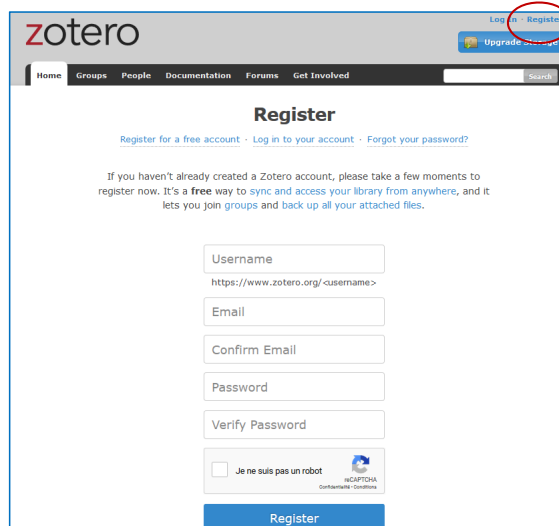 zotero
Log In · Registe
Upgrade Storage
Home Groups People Documentation Forums Get Involved
Search
Register
Register for a free account · Log in to your account · Forgot your password?
If you haven't already created a Zotero account, please take a few moments to
register now. It's a free way to sync and access your library from anywhere, and it
lets you join groups and back up all your attached files.
Username
https://www.zotero.org/<username>
Email
Confirm Email
Password
Verify Password
Je ne suis pas un robot
reCAPTCHA
Confidentialité - Conditions
Register